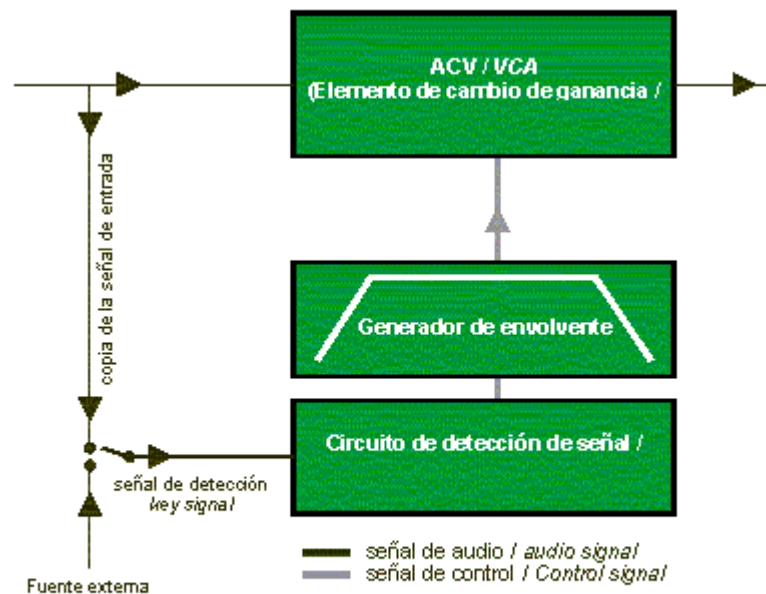 ACV / VCA
(Elemento de cambio de ganancia /
copia de la señal de entrada
Generador de envolvente
Circuito de detección de señal /
señal de detección
key signal
señal de audio / audio signal
señal de control / Control signal
Fuente externa